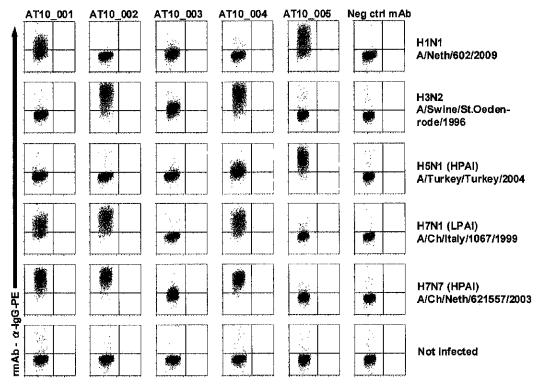 AT10_001 AT10_002 AT10_003 AT10_004 AT10_005 Neg ctrl mAb
H1N1
A/Neth/602/2009
H3N2
A/Swine/St.Oeden-
rode/1996
H5N1 (HPAI)
A/Turkey/Turkey/2004
H7N1 (LPAI)
A/Ch/Italy/1067/1999
H7N7 (HPAI)
A/Ch/Neth/621557/2003
Not Infected
rmAb - α-IgG-PE